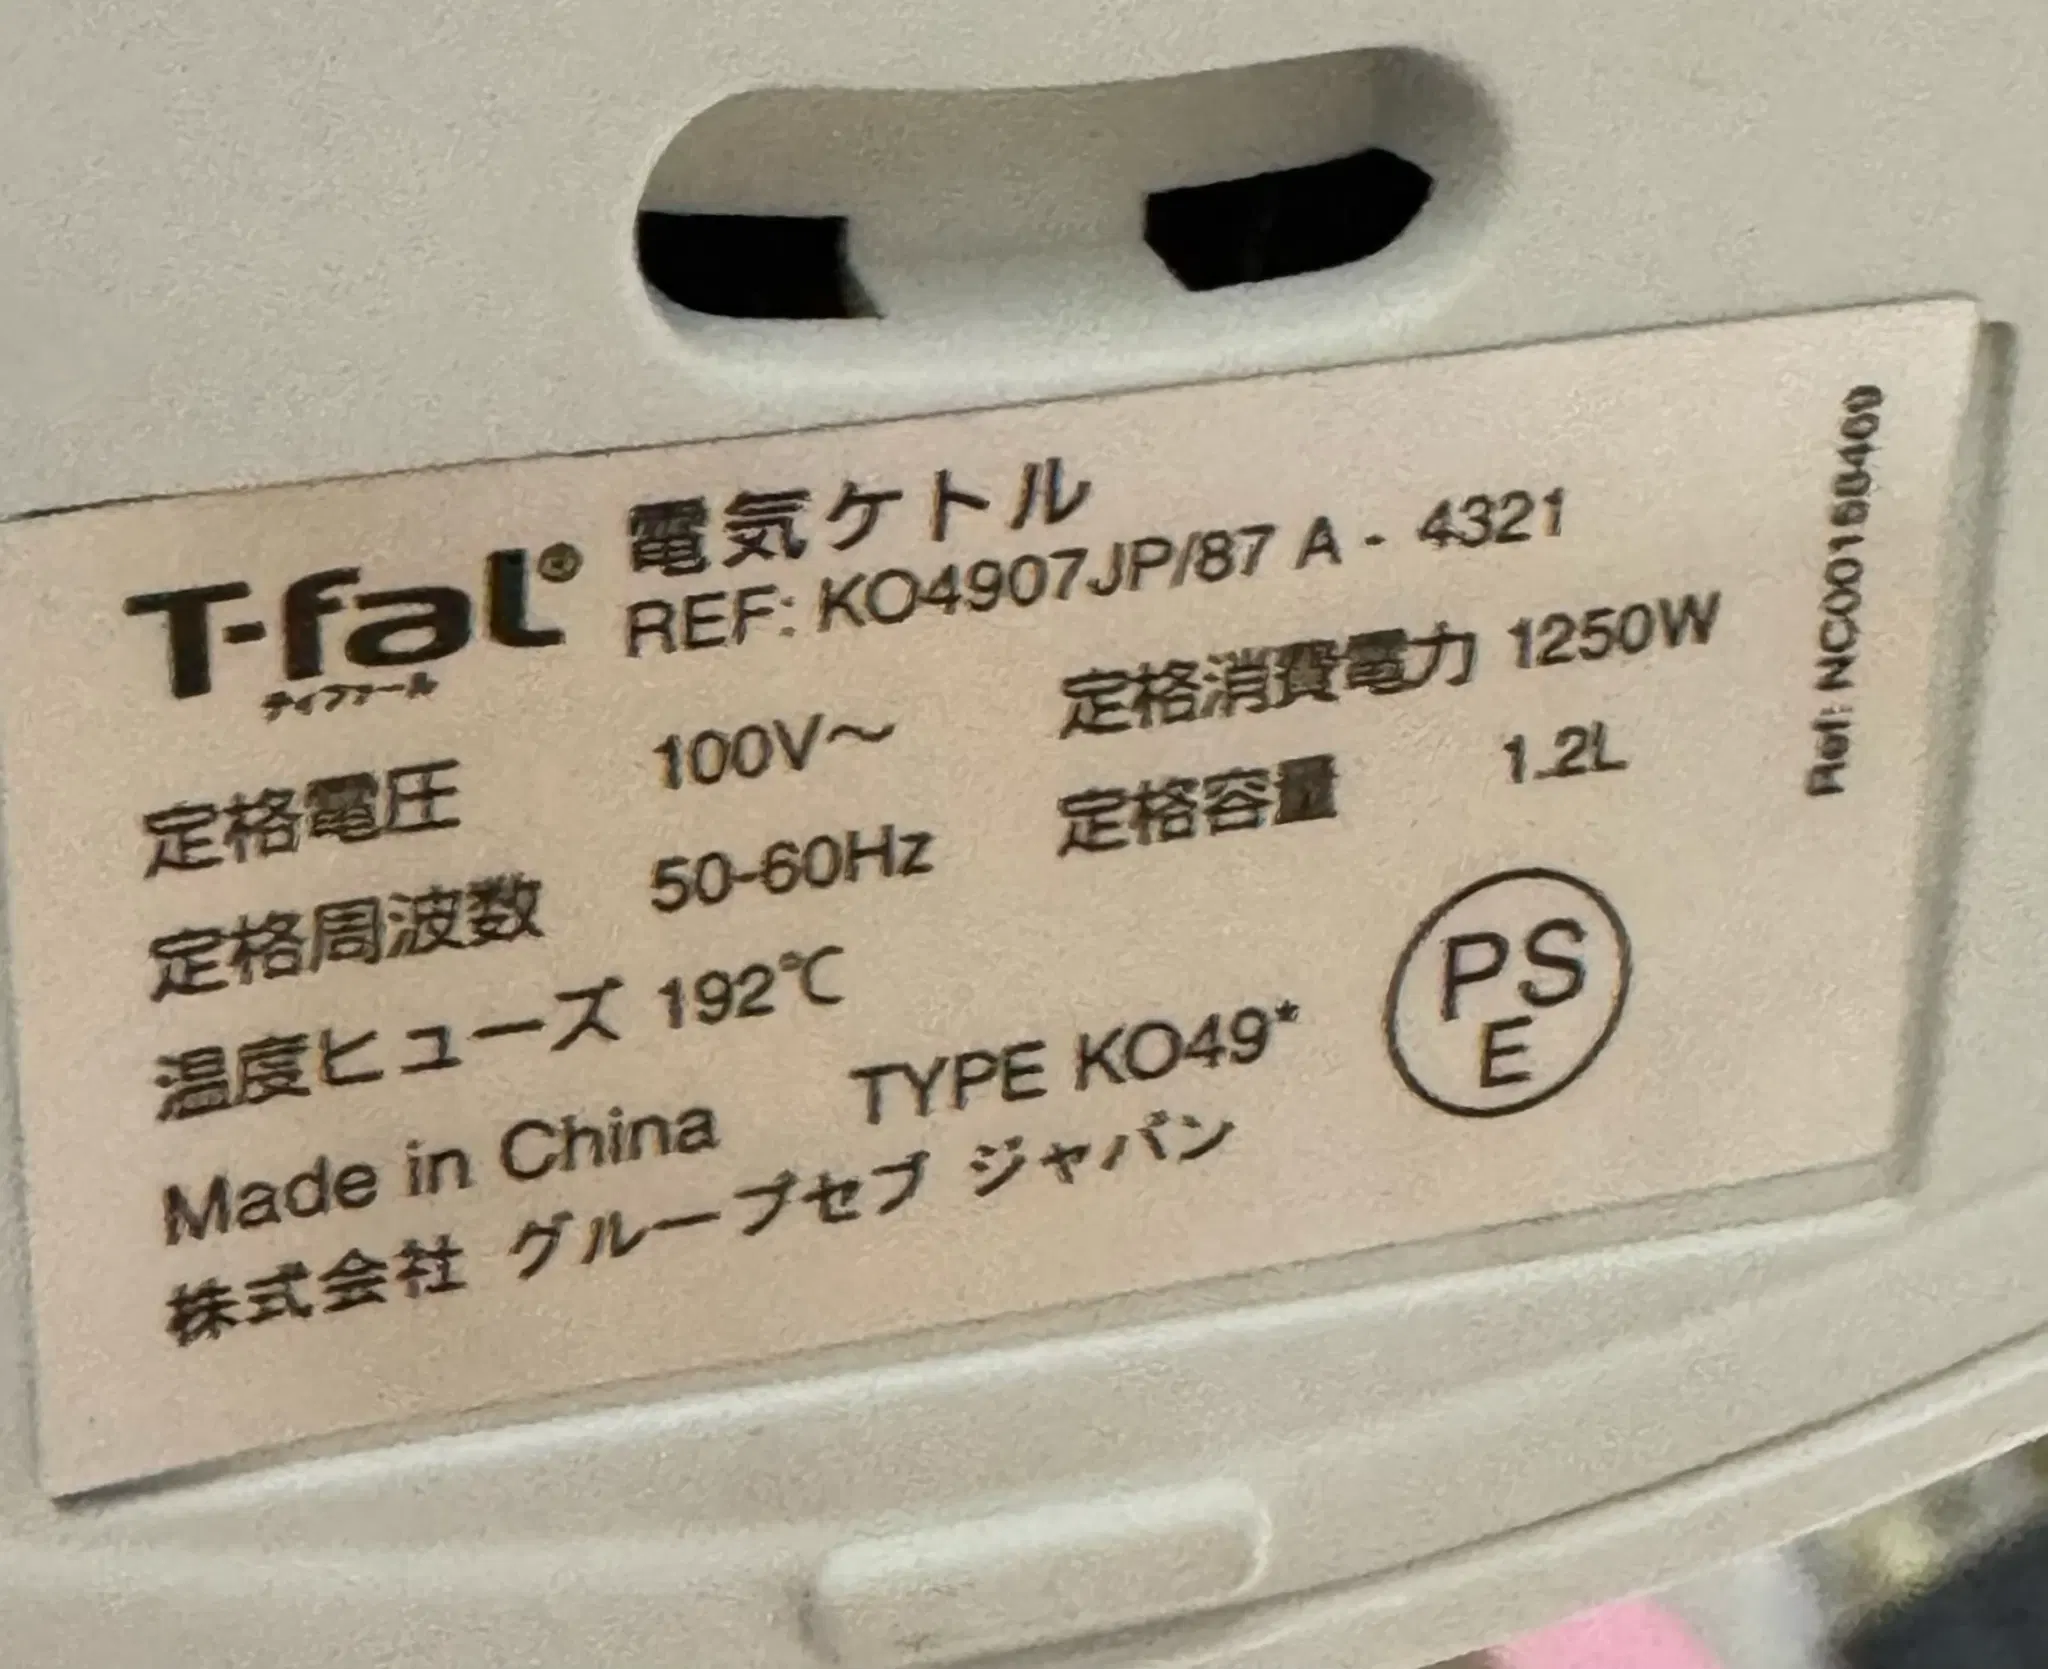 T-fal®
ティファール
電気ケトル
REF: KO4907JP/87 A - 4321
定格電圧 100V～
定格消費電力 1250W
定格周波数 50-60Hz
定格容量 1.2L
温度ヒューズ 192℃
Made in China TYPE KO49*
株式会社 グループセブ ジャパン
PS
E
Ref: NC00158469